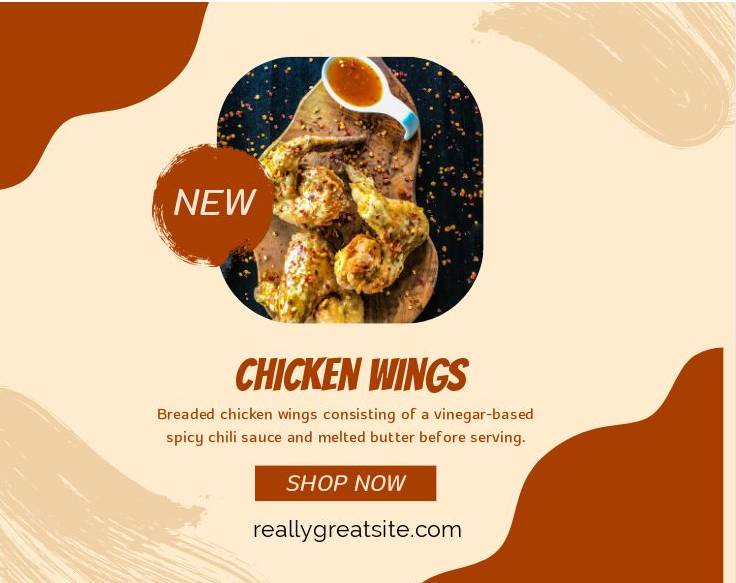 NEW
CHICKEN WINGS
Breaded chicken wings consisting of a vinegar-based
spicy chili sauce and melted butter before serving.
SHOP NOW
reallygreatsite.com